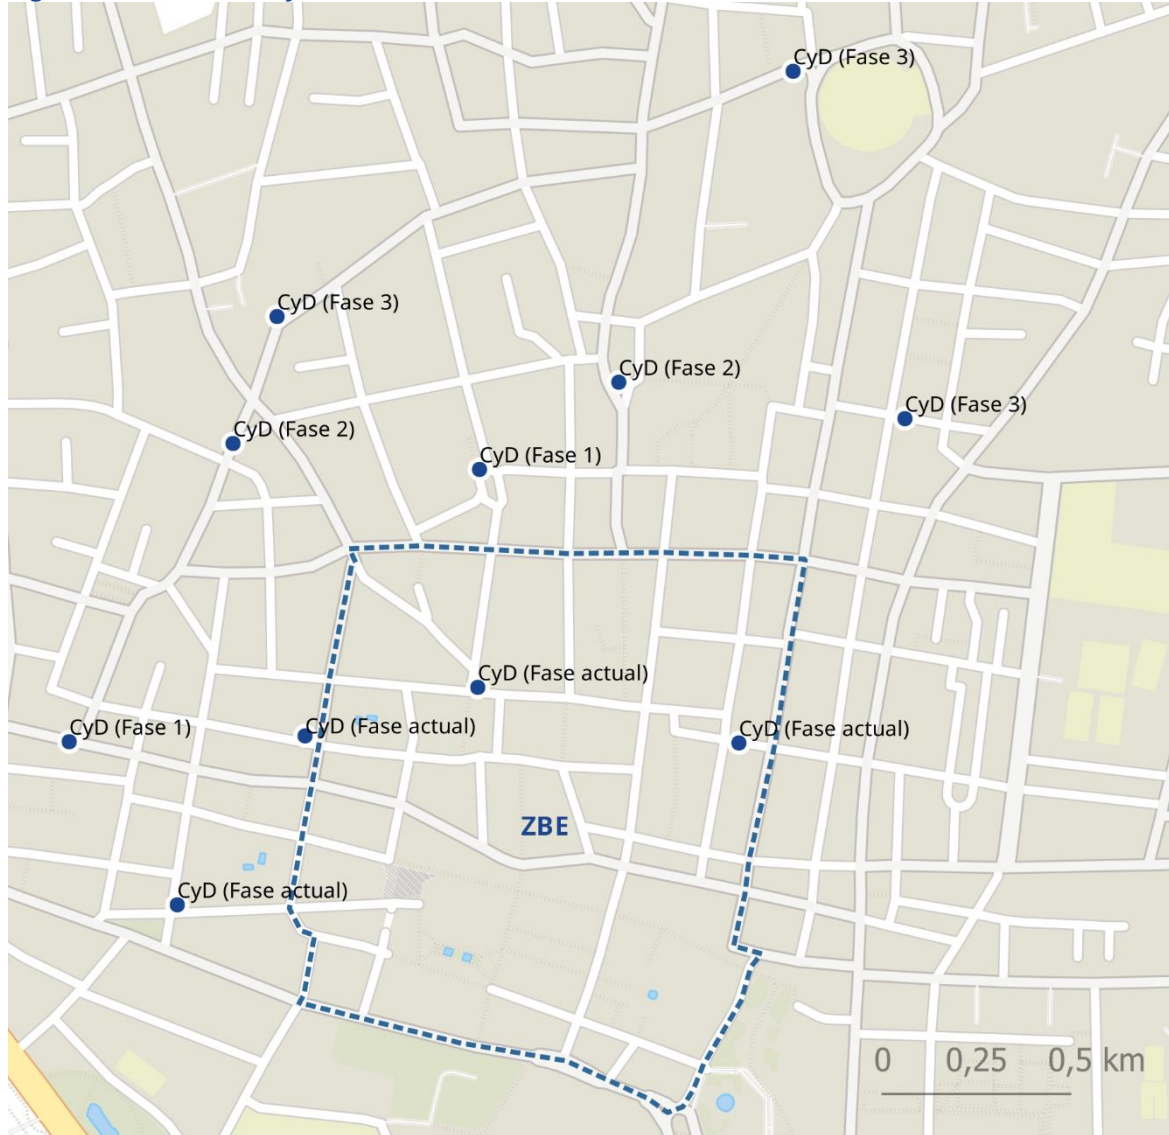 CyD (Fase 3)
CyD (Fase 3)
CyD (Fase 2)
CyD (Fase 3)
CyD (Fase 2)
CyD (Fase 1)
CyD (Fase actual)
CyD (Fase 1)
CyD (Fase actual)
CyD (Fase actual)
ZBE
CyD (Fase actual)
0 0,25 0,5 km